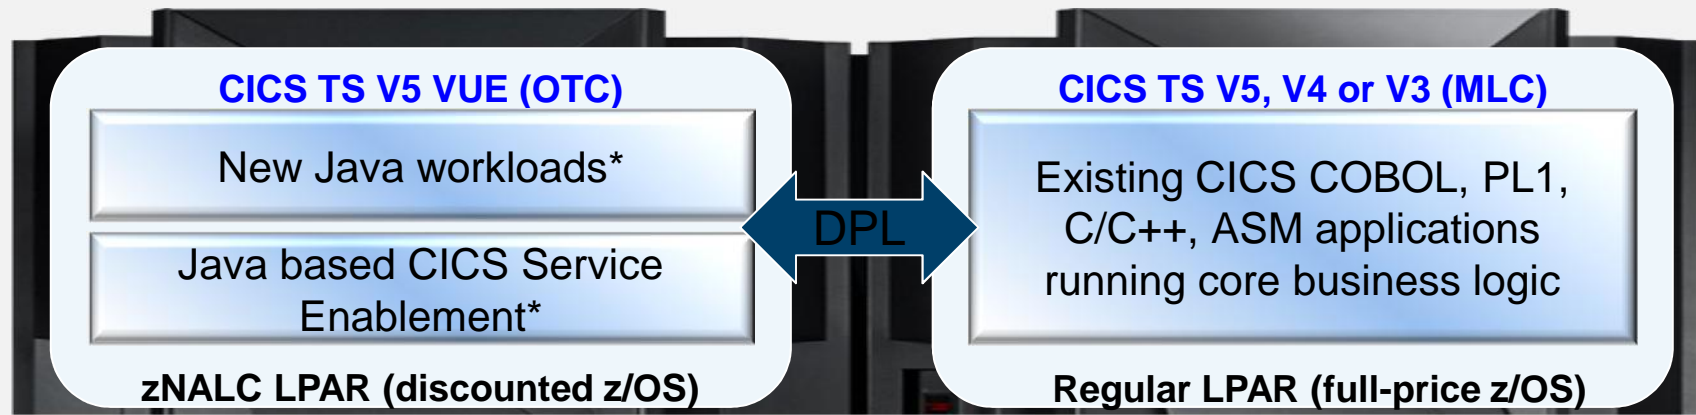 CICS TS V5 VUE (OTC)
New Java workloads*
Java based CICS Service
Enablement*
zNALC LPAR (discounted z/OS)
DPL
CICS TS V5, V4 or V3 (MLC)
Existing CICS COBOL, PL1,
C/C++, ASM applications
running core business logic
Regular LPAR (full-price z/OS)